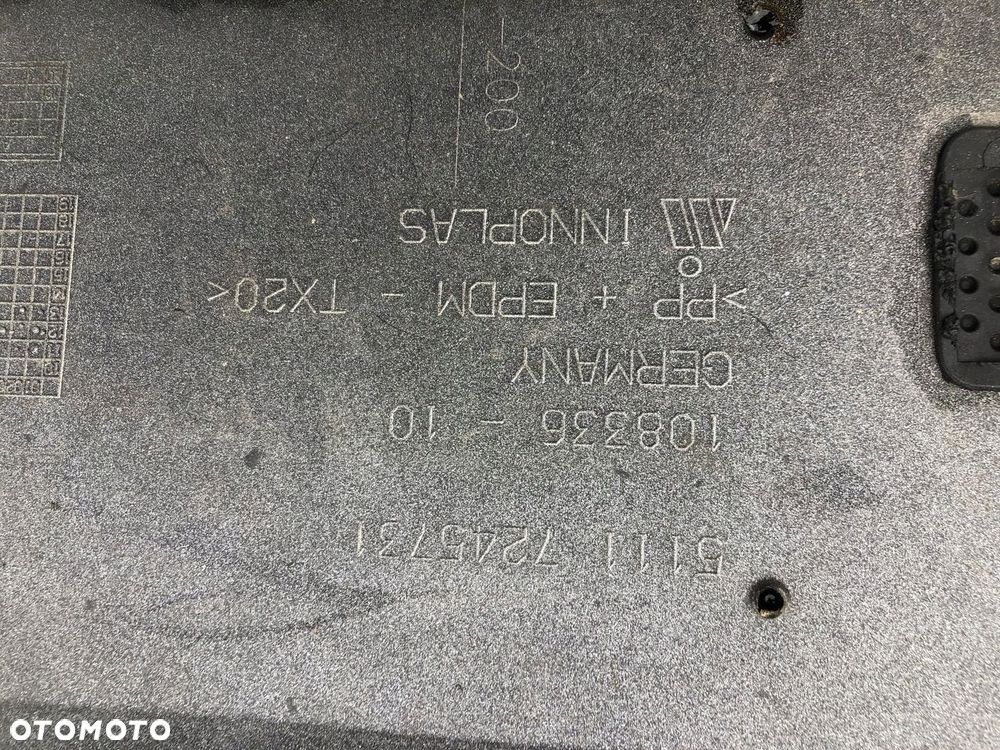 5111 7245731
108336 - 10
GERMANY
>PP + EPDM - TX20<
INNOPLAS
-200
OTOMOTO